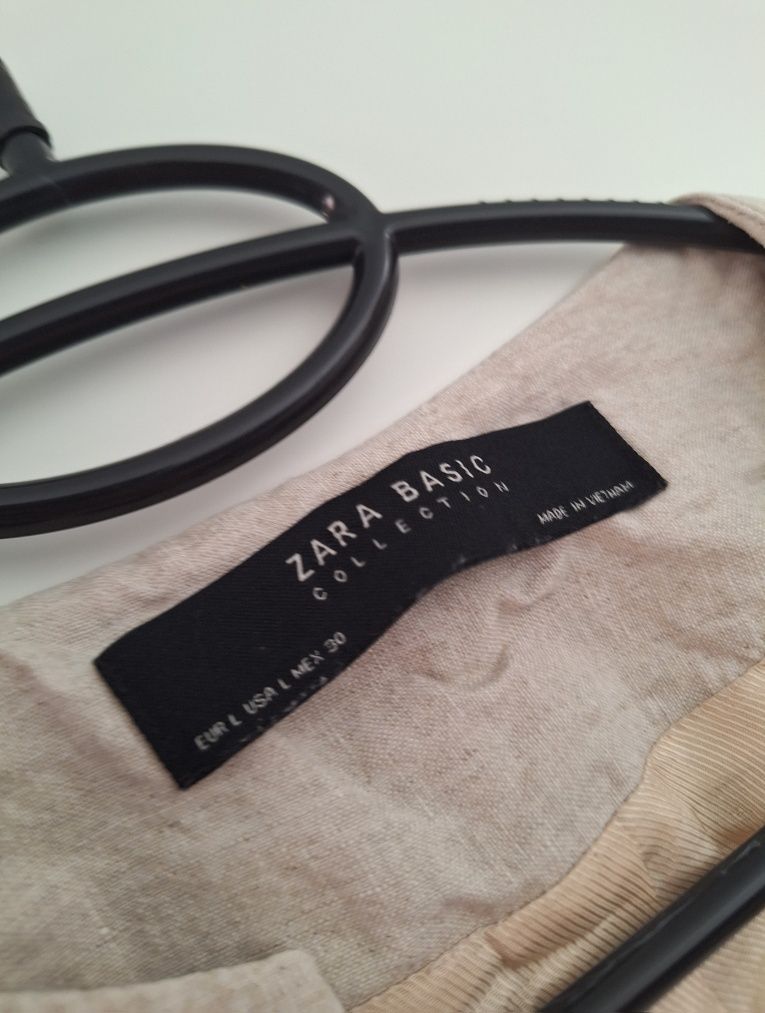 ZARA BASIC
COLLECTION
MADE IN VIETNAM
EUR L USA L MEX 30